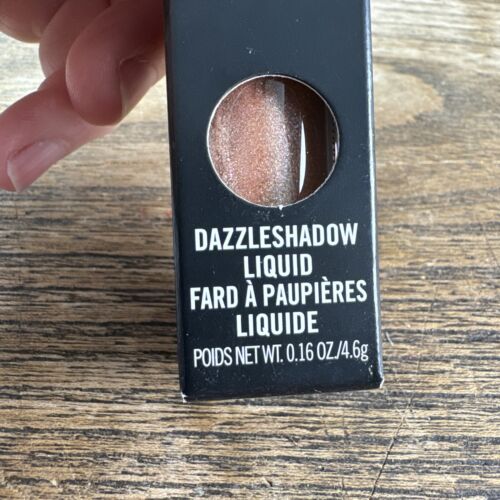 DAZZLESHADOW
LIQUID
FARD À PAUPIÈRES
LIQUIDE
POIDS NET WT. 0.16 OZ./4.6g